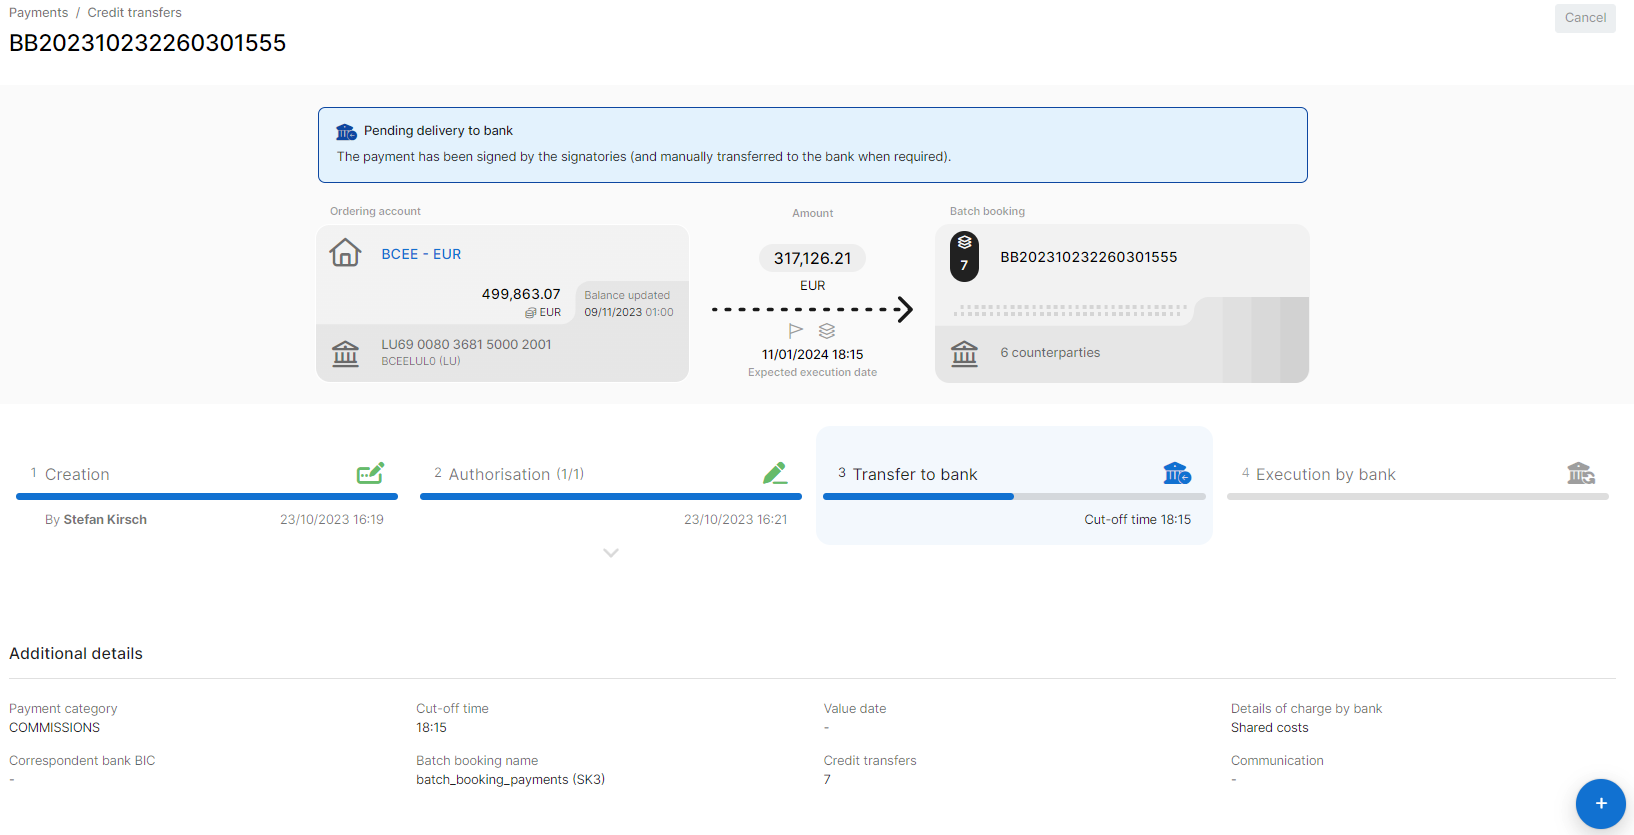 Payments / Credit transfers
Cancel
BB202310232260301555
Pending delivery to bank
The payment has been signed by the signatories (and manually transferred to the bank when required).
Ordering account
Amount
Batch booking
BCEE - EUR
499,863.07
EUR
Balance updated
09/11/2023 01:00
LU69 0080 3681 5000 2001
BCEELUL0 (LU)
317,126.21
EUR
11/01/2024 18:15
Expected execution date
7
BB202310232260301555
6 counterparties
1 Creation
By Stefan Kirsch 23/10/2023 16:19
2 Authorisation (1/1)
23/10/2023 16:21
3 Transfer to bank
Cut-off time 18:15
4 Execution by bank
Additional details
Payment category
COMMISSIONS
Cut-off time
18:15
Value date
-
Details of charge by bank
Shared costs
Correspondent bank BIC
-
Batch booking name
batch_booking_payments (SK3)
Credit transfers
7
Communication
-
+